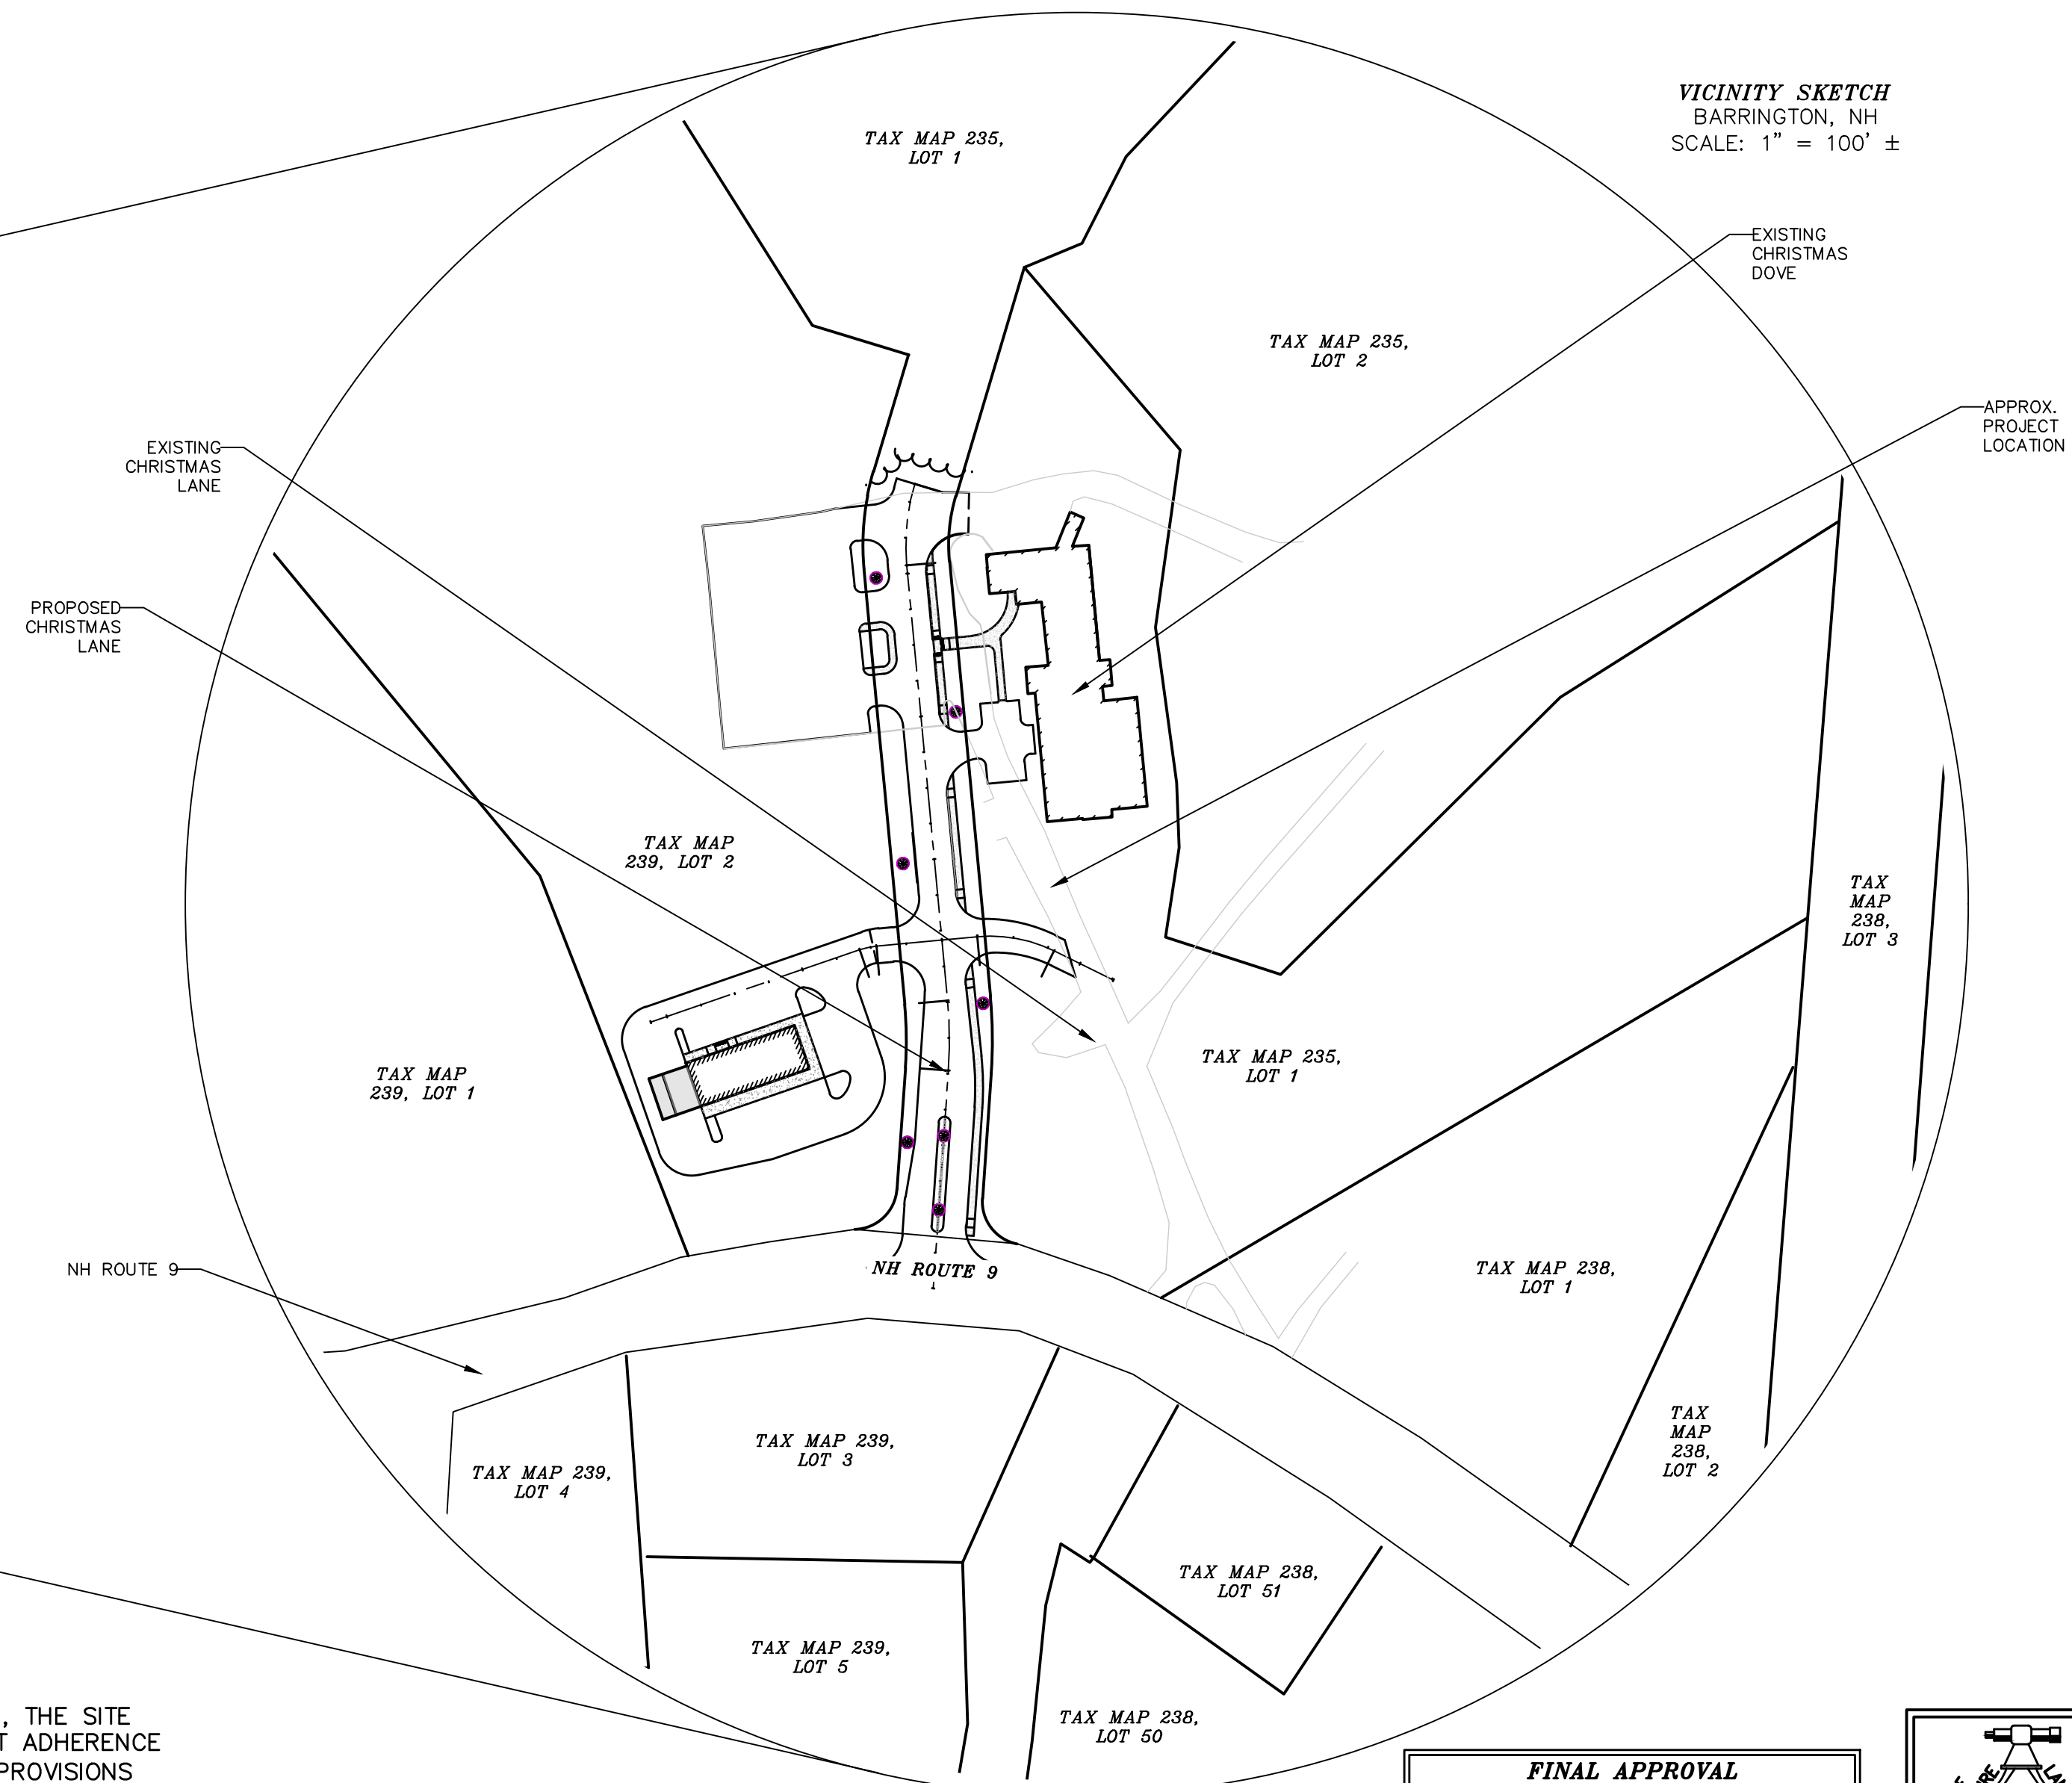 VICINITY SKETCH
BARRINGTON, NH
SCALE: 1" = 100' ±
TAX MAP 235,
LOT 1
EXISTING
CHRISTMAS
DOVE
TAX MAP 235,
LOT 2
APPROX.
PROJECT
LOCATION
EXISTING
CHRISTMAS
LANE
PROPOSED
CHRISTMAS
LANE
TAX MAP
239, LOT 2
TAX
MAP
238,
LOT 3
TAX MAP
239, LOT 1
TAX MAP 235,
LOT 1
NH ROUTE 9
NH ROUTE 9
TAX MAP 238,
LOT 1
TAX MAP 239,
LOT 3
TAX MAP 239,
LOT 4
TAX
MAP
238,
LOT 2
TAX MAP 238,
LOT 51
TAX MAP 239,
LOT 5
TAX MAP 238,
LOT 50
, THE SITE
T ADHERENCE
PROVISIONS
FINAL APPROVAL